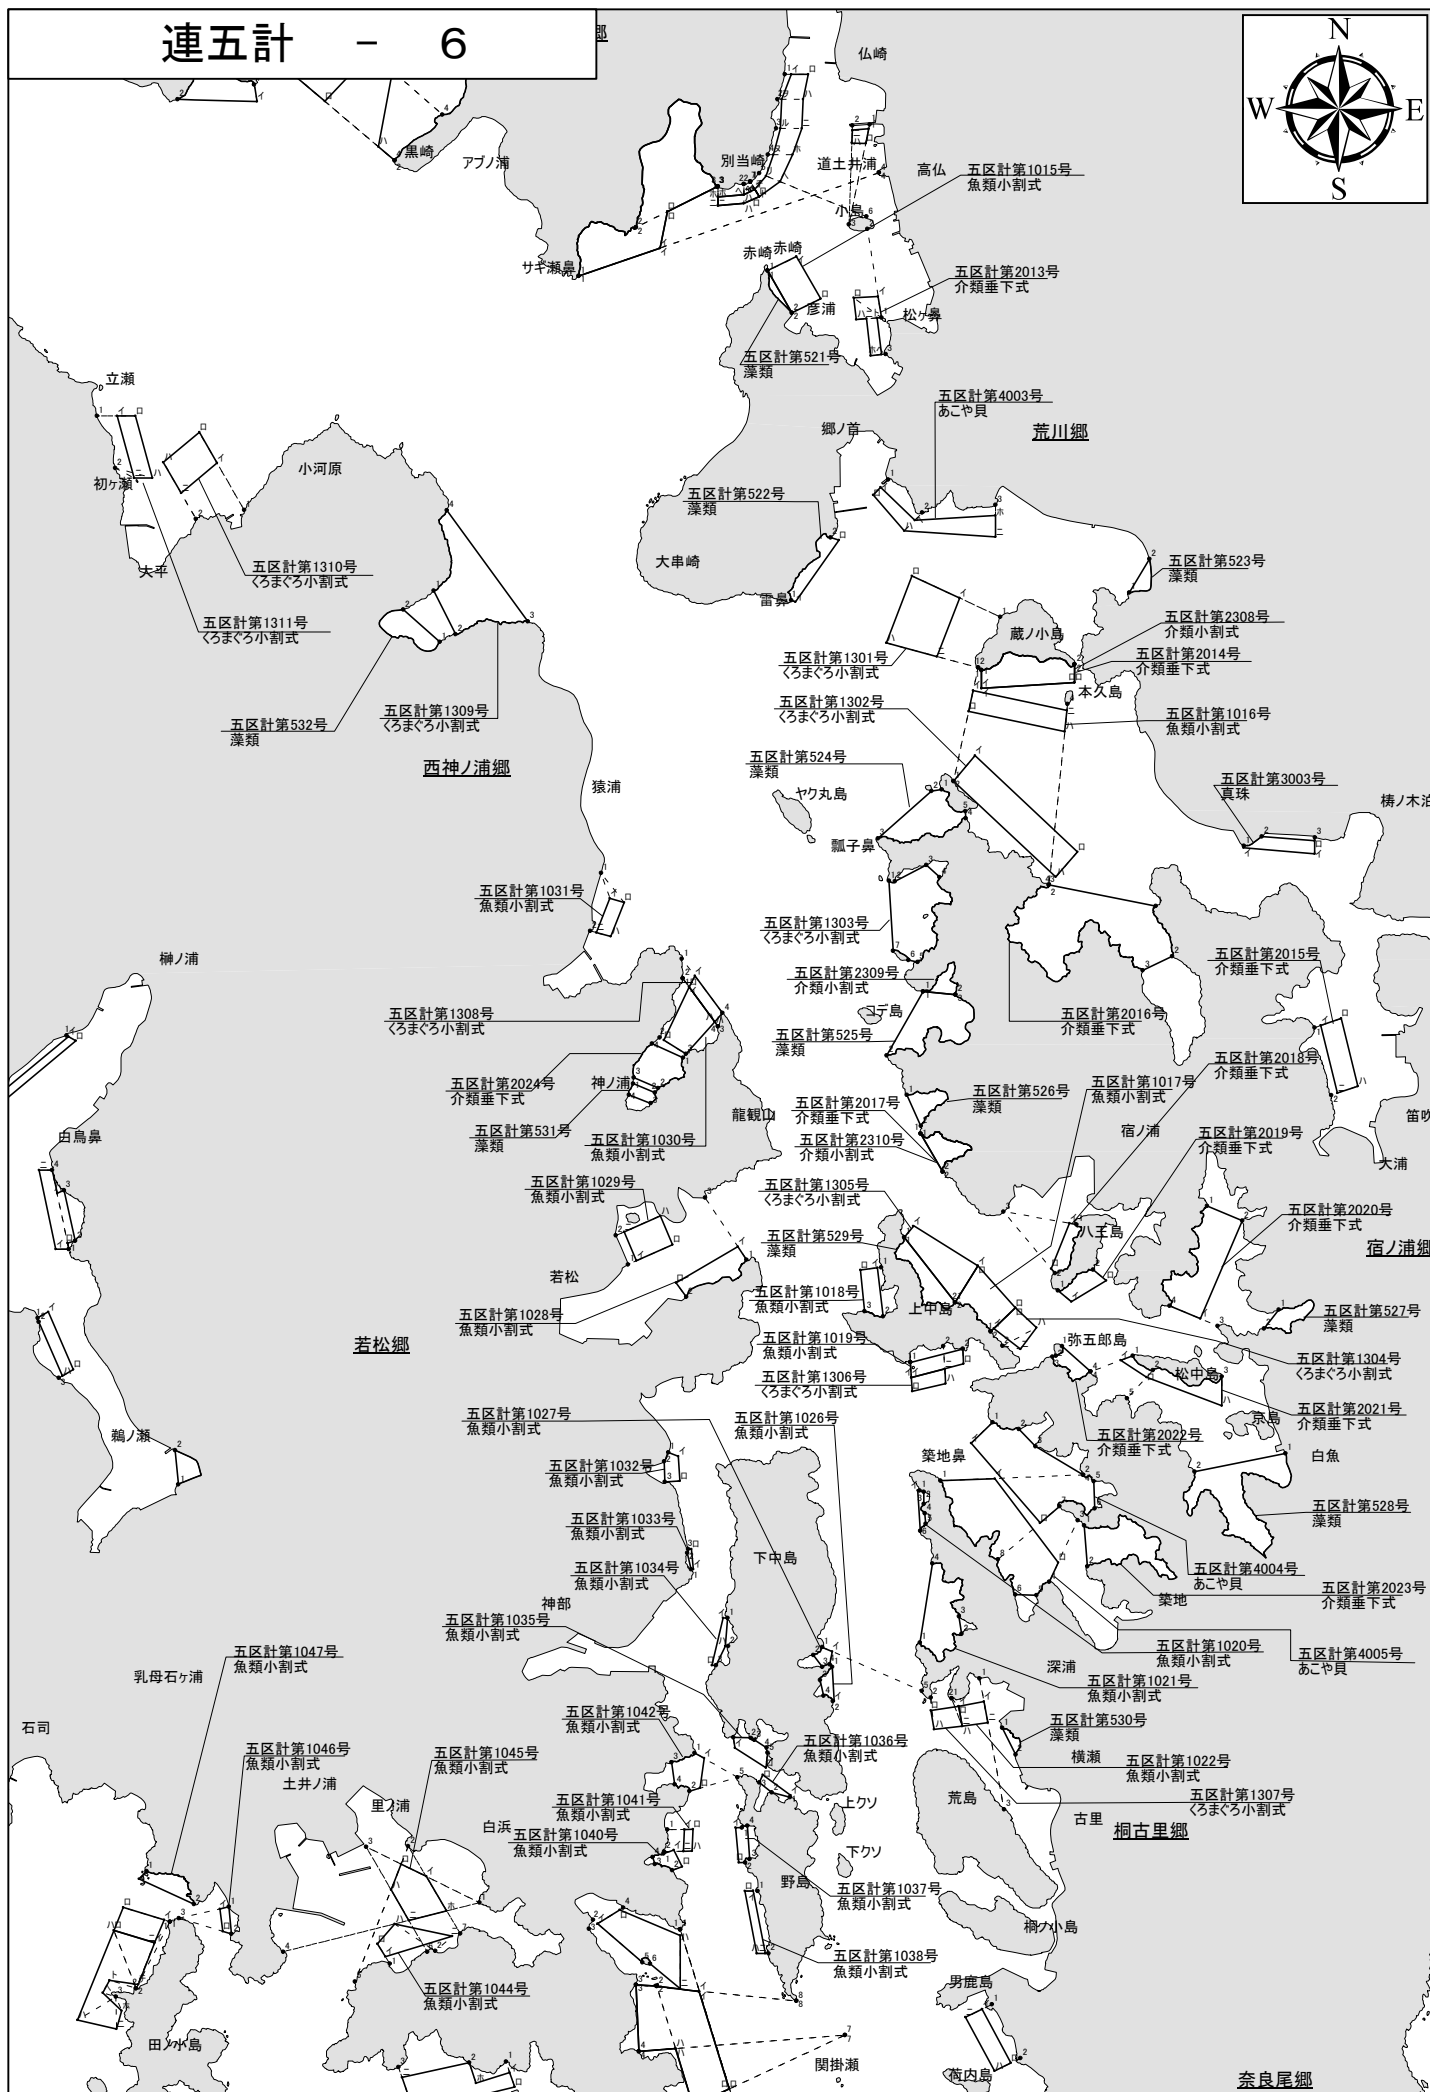 連五計 － 6
郷
N
W
E
S
仏崎
黒崎
アブノ浦
別当崎
道土井浦
高仏
五区計第1015号
魚類小割式
小島
サキ瀬鼻
赤崎
赤崎
五区計第2013号
介類垂下式
彦浦
松ヶ鼻
五区計第521号
藻類
立瀬
五区計第4003号
あこや貝
郷ノ首
荒川郷
小河原
初ヶ瀬
五区計第522号
藻類
大串崎
大平
五区計第1310号
くろまぐろ小割式
五区計第523号
藻類
雷鼻
五区計第1311号
くろまぐろ小割式
蔵ノ小島
五区計第2308号
介類小割式
五区計第1301号
くろまぐろ小割式
五区計第2014号
介類垂下式
本久島
五区計第532号
藻類
五区計第1309号
くろまぐろ小割式
五区計第1302号
くろまぐろ小割式
五区計第1016号
魚類小割式
西神ノ浦郷
五区計第524号
藻類
猿浦
ヤク丸島
五区計第3003号
真珠
梼ノ木泊
瓢子鼻
五区計第1031号
魚類小割式
五区計第1303号
くろまぐろ小割式
榊ノ浦
五区計第2015号
介類垂下式
五区計第2309号
介類小割式
五区計第1308号
くろまぐろ小割式
コデ島
五区計第2016号
介類垂下式
五区計第525号
藻類
五区計第2018号
介類垂下式
五区計第1017号
魚類小割式
五区計第2024号
介類垂下式
神ノ浦
五区計第526号
藻類
龍観山
五区計第2017号
介類垂下式
宿ノ浦
笛吹
白鳥鼻
五区計第531号
藻類
五区計第1030号
魚類小割式
五区計第2310号
介類小割式
五区計第2019号
介類垂下式
大浦
五区計第1029号
魚類小割式
五区計第1305号
くろまぐろ小割式
五区計第2020号
介類垂下式
五区計第529号
藻類
八王島
宿ノ浦郷
若松
五区計第1018号
魚類小割式
上中島
五区計第1028号
魚類小割式
五区計第527号
藻類
若松郷
五区計第1019号
魚類小割式
弥五郎島
五区計第1304号
くろまぐろ小割式
五区計第1306号
くろまぐろ小割式
松中島
五区計第2021号
介類垂下式
五区計第1027号
魚類小割式
五区計第1026号
魚類小割式
京島
鵜ノ瀬
五区計第2022号
介類垂下式
築地鼻
白魚
五区計第1032号
魚類小割式
五区計第528号
藻類
五区計第1033号
魚類小割式
下中島
五区計第1034号
魚類小割式
五区計第4004号
あこや貝
五区計第2023号
介類垂下式
神部
築地
五区計第1035号
魚類小割式
五区計第1020号
魚類小割式
五区計第4005号
あこや貝
五区計第1047号
魚類小割式
乳母石ヶ浦
深浦
五区計第1021号
魚類小割式
石司
五区計第1042号
魚類小割式
五区計第530号
藻類
五区計第1046号
魚類小割式
五区計第1045号
魚類小割式
五区計第1036号
魚類小割式
横瀬
五区計第1022号
魚類小割式
土井ノ浦
里ノ浦
五区計第1041号
魚類小割式
上クソ
荒島
五区計第1307号
くろまぐろ小割式
白浜
五区計第1040号
魚類小割式
古里
桐古里郷
下クソ
野島
五区計第1037号
魚類小割式
桐ノ小島
五区計第1038号
魚類小割式
五区計第1044号
魚類小割式
男鹿島
田ノ小島
関掛瀬
荷内島
奈良尾郷